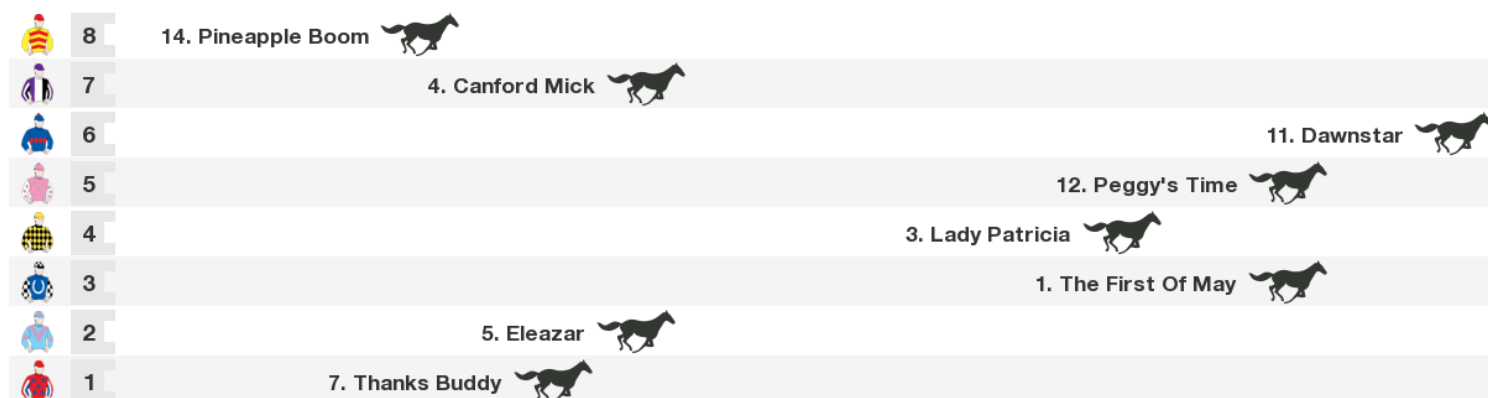 8 14. Pineapple Boom
7 4. Canford Mick
6 11. Dawnstar
5 12. Peggy's Time
4 3. Lady Patricia
3 1. The First Of May
2 5. Eleazar
1 7. Thanks Buddy